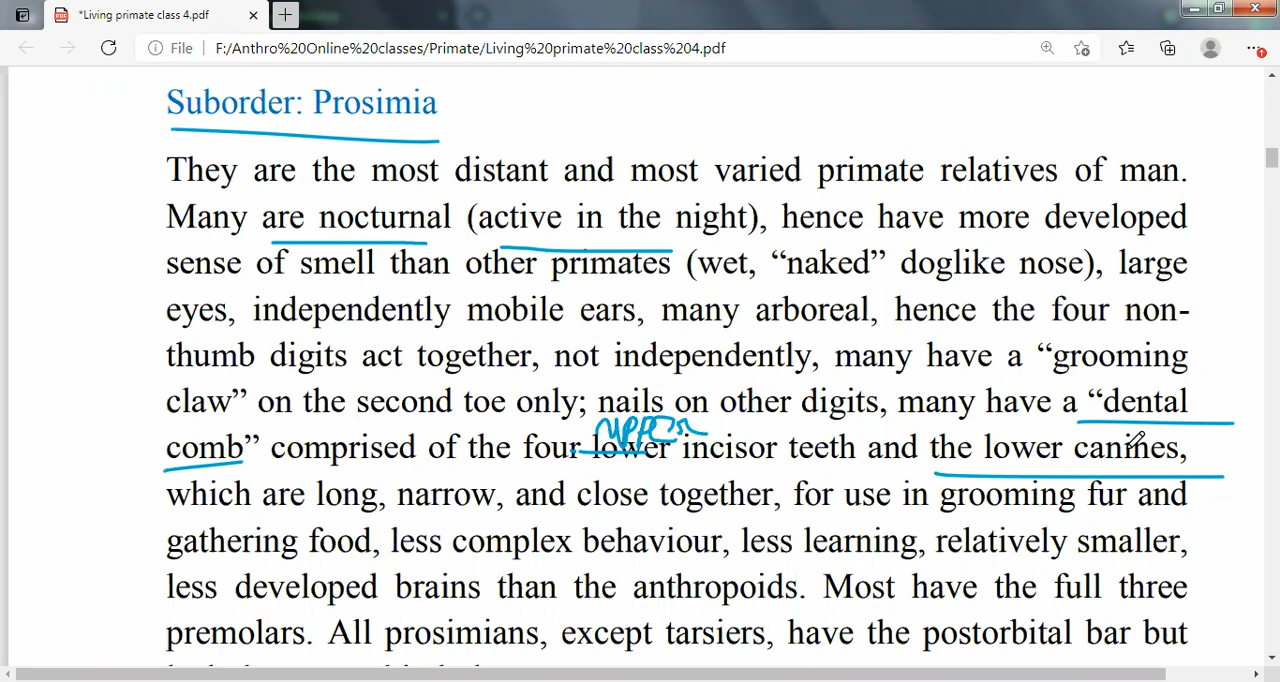 *Living primate class 4.pdf
File F:/Anthro%20Online%20classes/Primate/Living%20primate%20class%204.pdf
Suborder: Prosimia
They are the most distant and most varied primate relatives of man.
Many are nocturnal (active in the night), hence have more developed
sense of smell than other primates (wet, “naked” doglike nose), large
eyes, independently mobile ears, many arboreal, hence the four non-
thumb digits act together, not independently, many have a “grooming
claw” on the second toe only; nails on other digits, many have a “dental
upper
comb” comprised of the four lower incisor teeth and the lower canines,
which are long, narrow, and close together, for use in grooming fur and
gathering food, less complex behaviour, less learning, relatively smaller,
less developed brains than the anthropoids. Most have the full three
premolars. All prosimians, except tarsiers, have the postorbital bar but